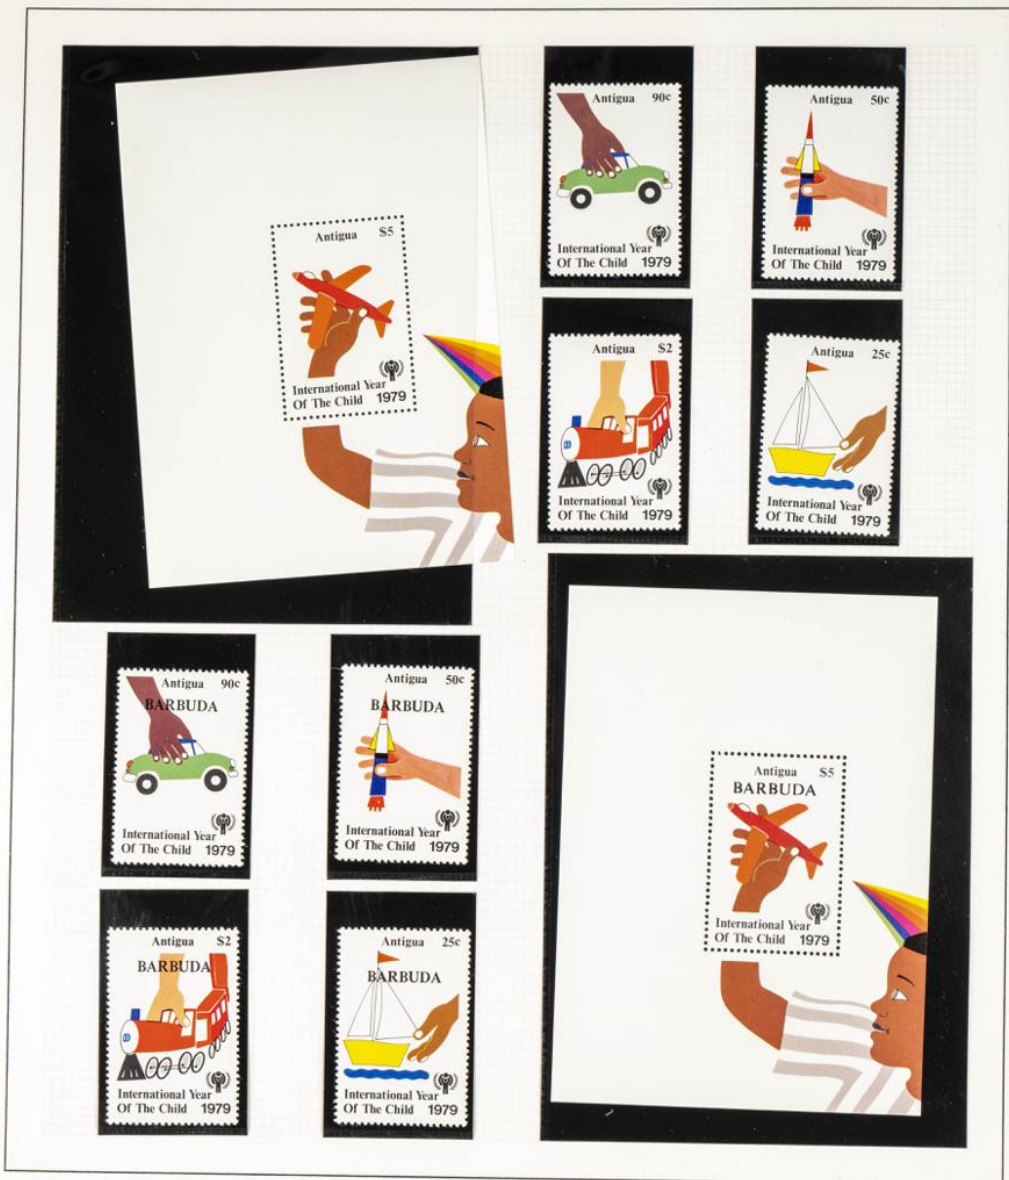 Antigua $5
International Year
Of The Child 1979
Antigua 90c
International Year
Of The Child 1979
Antigua 50c
International Year
Of The Child 1979
Antigua $2
International Year
Of The Child 1979
Antigua 25c
International Year
Of The Child 1979
Antigua 90c
BARBUDA
International Year
Of The Child 1979
Antigua 50c
BARBUDA
International Year
Of The Child 1979
Antigua $2
BARBUDA
International Year
Of The Child 1979
Antigua 25c
BARBUDA
International Year
Of The Child 1979
Antigua $5
BARBUDA
International Year
Of The Child 1979